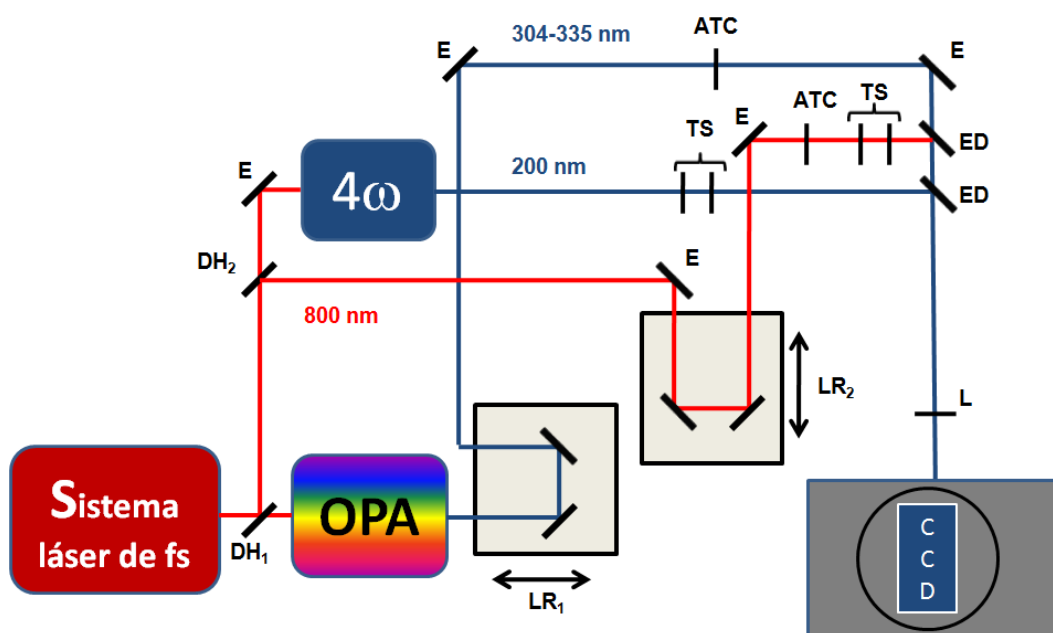 304-335 nm
ATC
E
E
ATC
TS
E
TS
ED
E
4ω
200 nm
ED
DH₂
E
800 nm
LR₂
L
Sistema
láser de fs
OPA
DH₁
LR₁
C
C
D